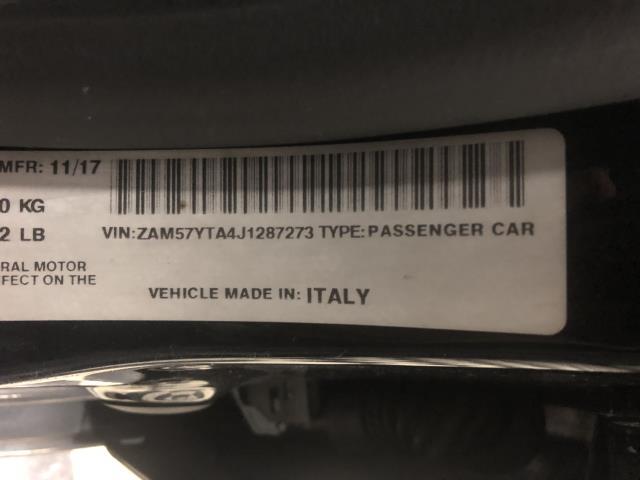 MFR: 11/17
0 KG
2 LB
VIN:ZAM57YTA4J1287273 TYPE:PASSENGER CAR
RAL MOTOR
FECT ON THE
VEHICLE MADE IN: ITALY